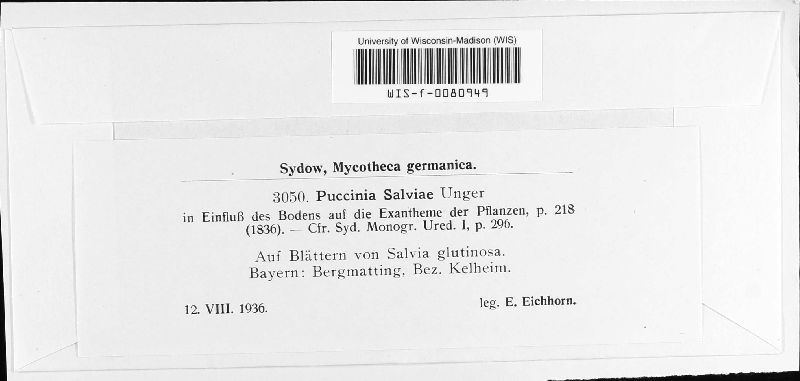 University of Wisconsin-Madison (WIS)
WIS-f-0080949
Sydow, Mycotheca germanica.
3050. Puccinia Salviae Unger
in Einfluß des Bodens auf die Exantheme der Pflanzen, p. 218
(1836). — Cfr. Syd. Monogr. Ured. I, p. 296.
Auf Blättern von Salvia glutinosa.
Bayern: Bergmatting, Bez. Kelheim.
12. VIII. 1936. leg. E. Eichhorn.